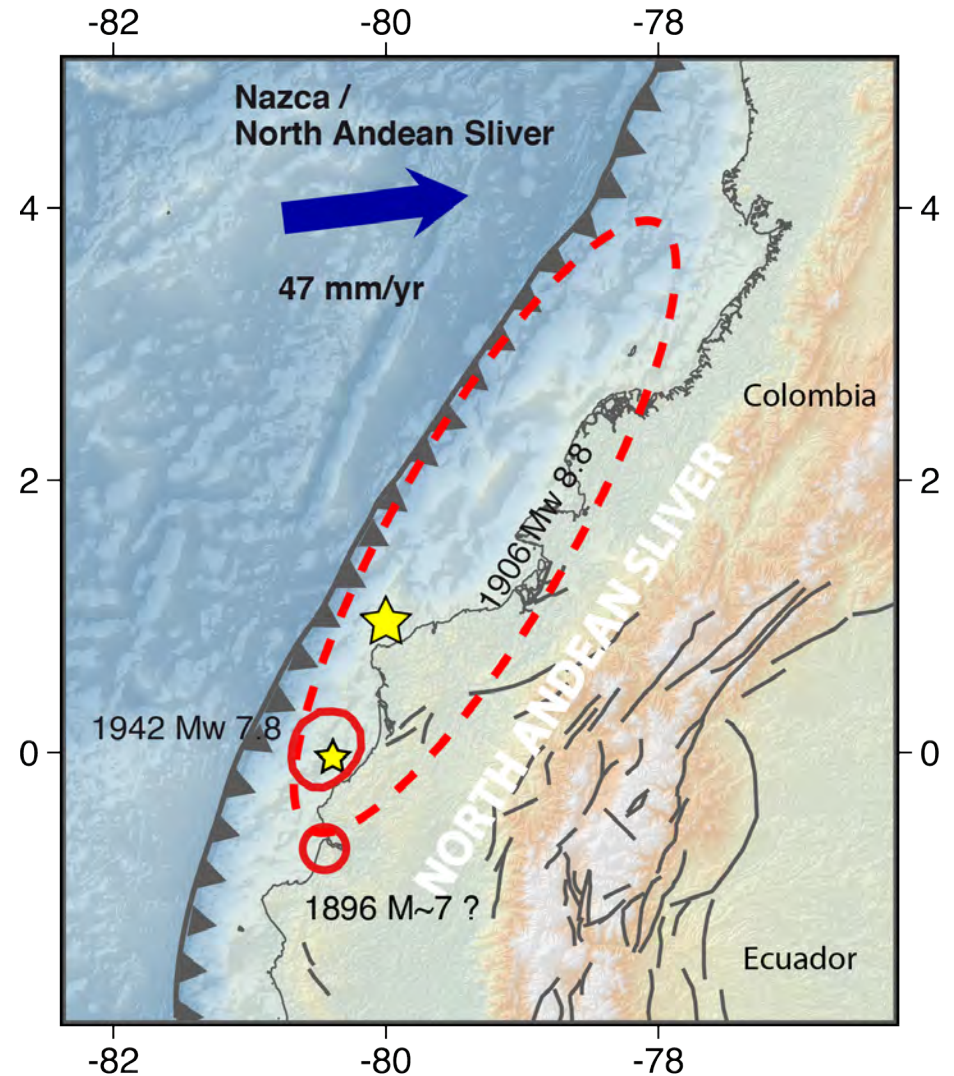 -82 -80 -78
Nazca /
North Andean Sliver
4 4
47 mm/yr
Colombia
2 2
1906 Mw 8.8
NORTH ANDEAN SLIVER
1942 Mw 7.8
0 0
1896 M~7 ?
Ecuador
-82 -80 -78